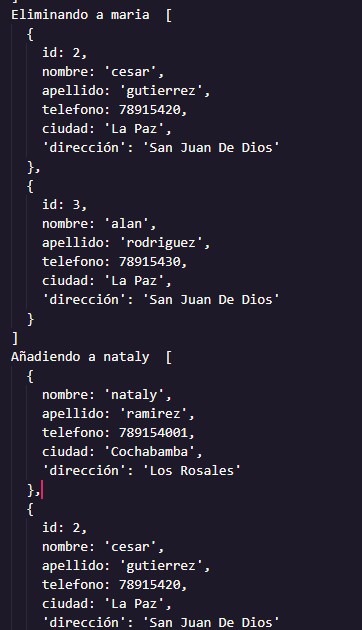 ]
Eliminando a maria  [
  {
    id: 2,
    nombre: 'cesar',
    apellido: 'gutierrez',
    telefono: 78915420,
    ciudad: 'La Paz',
    'dirección': 'San Juan De Dios'
  },
  {
    id: 3,
    nombre: 'alan',
    apellido: 'rodriguez',
    telefono: 78915430,
    ciudad: 'La Paz',
    'dirección': 'San Juan De Dios'
  }
]
Añadiendo a nataly  [
  {
    nombre: 'nataly',
    apellido: 'ramirez',
    telefono: 789154001,
    ciudad: 'Cochabamba',
    'dirección': 'Los Rosales'
  },
  {
    id: 2,
    nombre: 'cesar',
    apellido: 'gutierrez',
    telefono: 78915420,
    ciudad: 'La Paz',
    'dirección': 'San Juan De Dios'